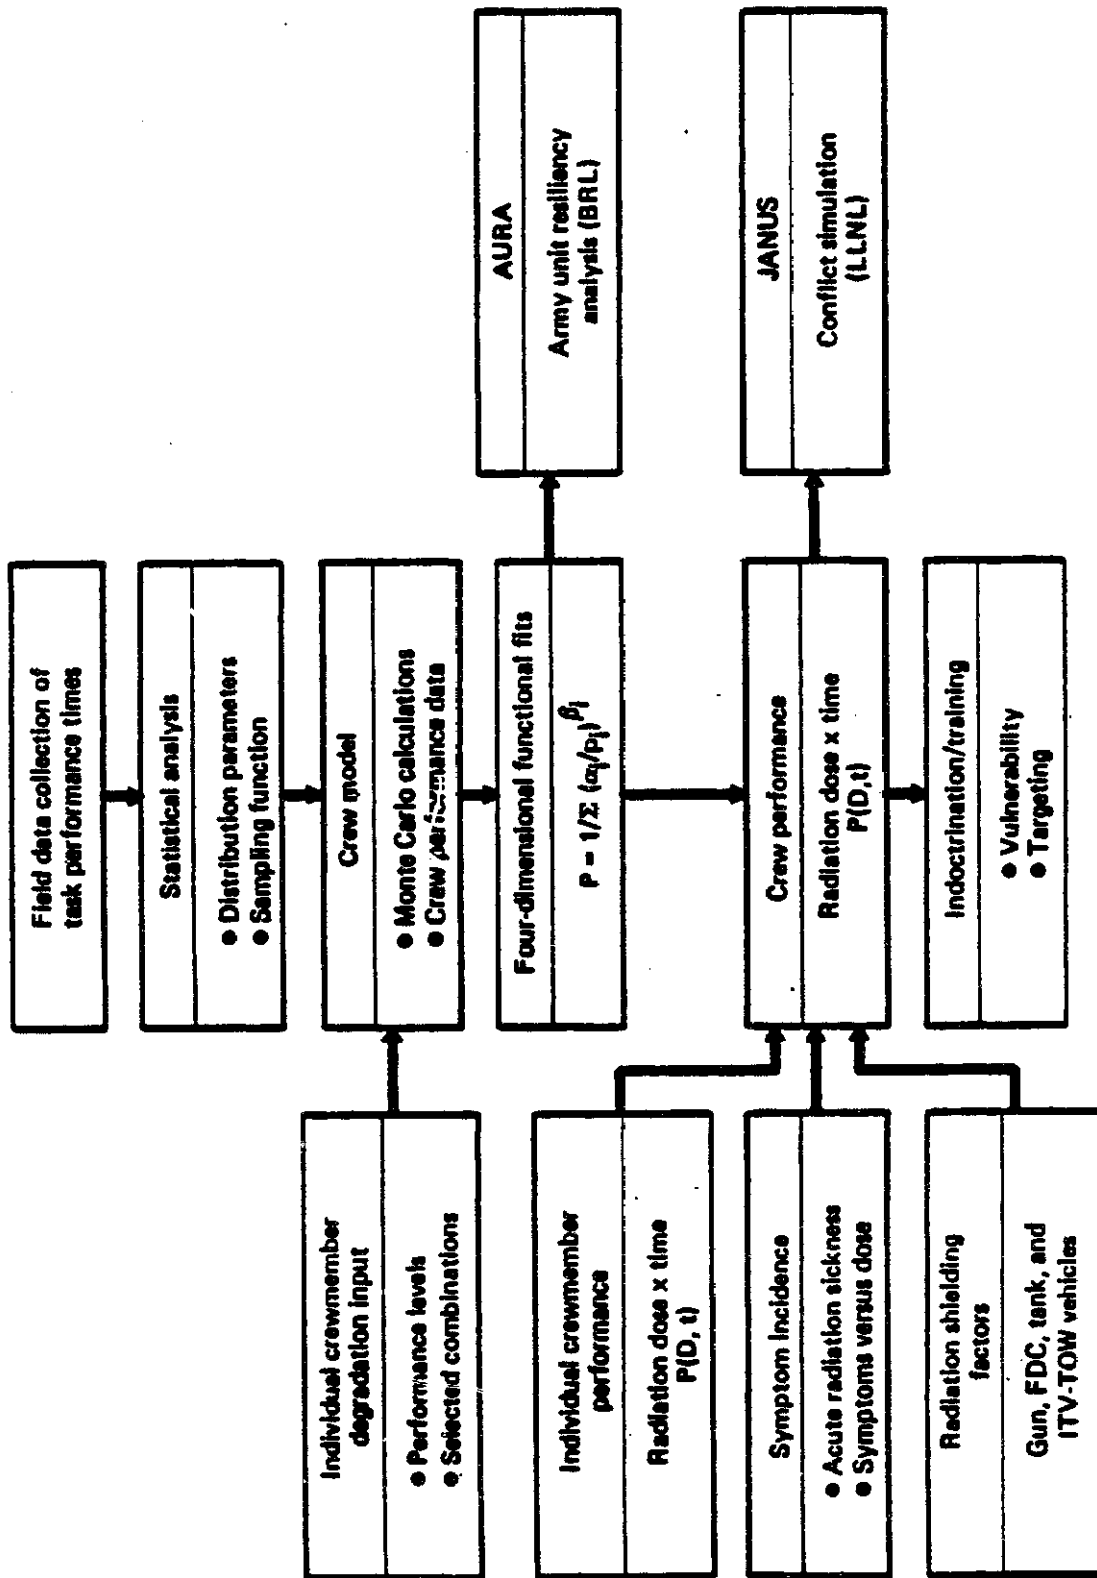 Field data collection of
task performance times
Statistical analysis
● Distribution parameters
● Sampling function
Individual crewmember
degradation input
● Performance levels
● Selected combinations
Crew model
● Monte Carlo calculations
● Crew performance data
Four-dimensional functional fits
P = 1/Σ (αᵢ/pᵢ)^βᵢ
AURA
Army unit resiliency
analysis (BRL)
Individual crewmember
performance
Radiation dose x time
P(D, t)
Symptom incidence
● Acute radiation sickness
● Symptoms versus dose
Radiation shielding
factors
Gun, FDC, tank, and
ITV-TOW vehicles
Crew performance
Radiation dose x time
P(D,t)
JANUS
Conflict simulation
(LLNL)
Indoctrination/training
● Vulnerability
● Targeting